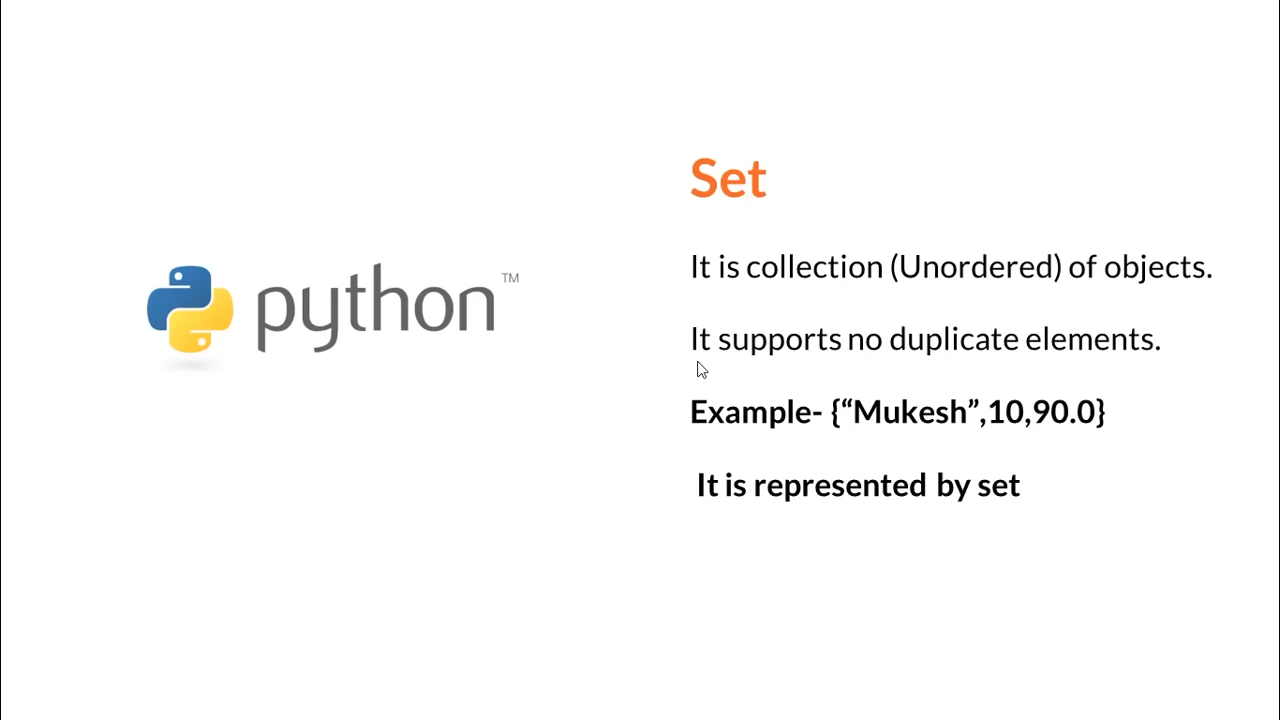 python™
Set
It is collection (Unordered) of objects.
It supports no duplicate elements.
Example- {“Mukesh”,10,90.0}
It is represented by set